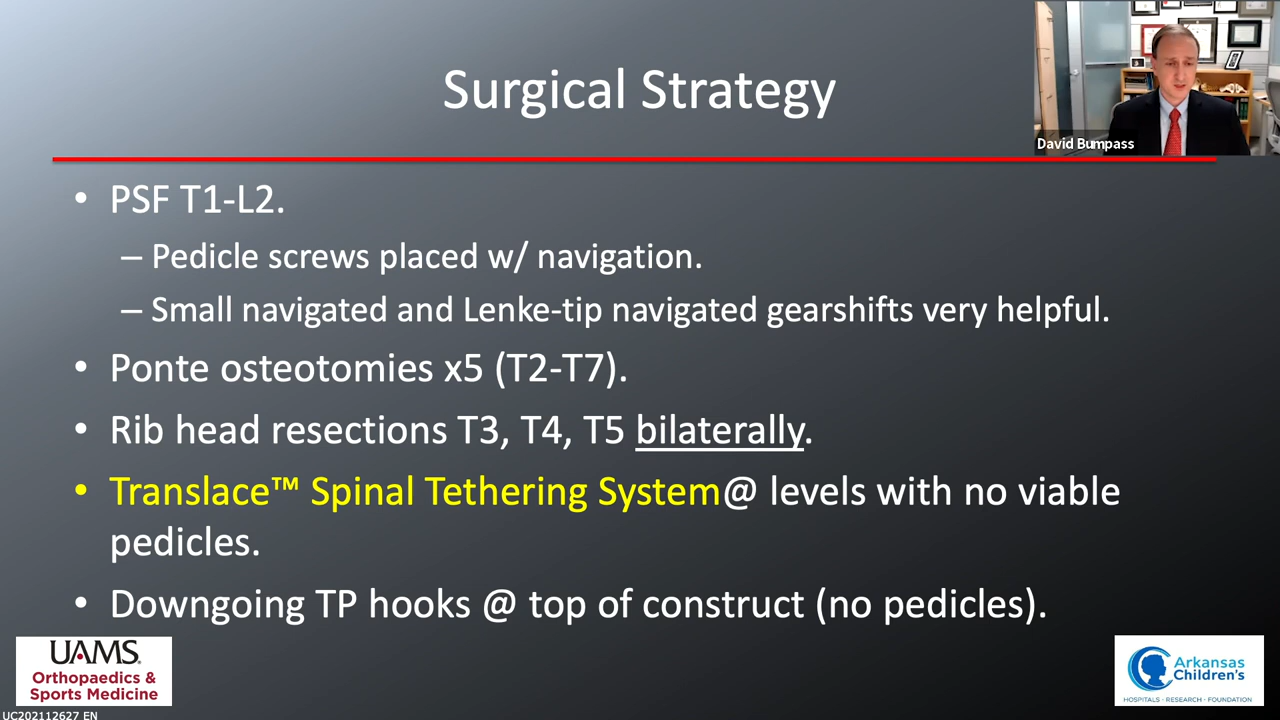 Surgical Strategy
David Bumpass
• PSF T1-L2.
– Pedicle screws placed w/ navigation.
– Small navigated and Lenke-tip navigated gearshifts very helpful.
• Ponte osteotomies x5 (T2-T7).
• Rib head resections T3, T4, T5 bilaterally.
• Translace™ Spinal Tethering System@ levels with no viable
pedicles.
• Downgoing TP hooks @ top of construct (no pedicles).
UAMS®
Orthopaedics &
Sports Medicine
Arkansas
Children's
HOSPITALS • RESEARCH • FOUNDATION
UC202112627 EN